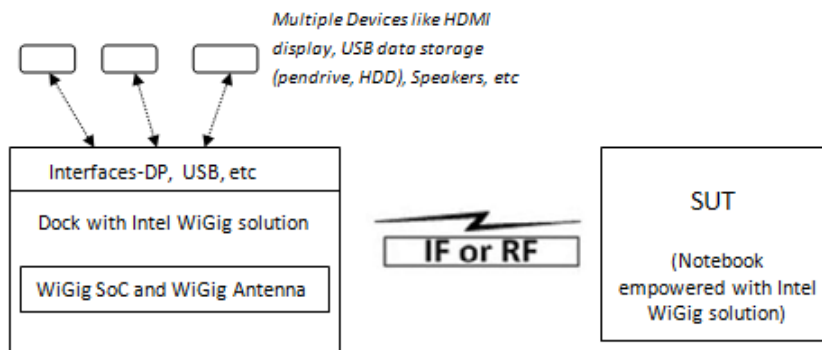 Multiple Devices like HDMI
display, USB data storage
(pendrive, HDD), Speakers, etc
Interfaces-DP, USB, etc
Dock with Intel WiGig solution
WiGig SoC and WiGig Antenna
IF or RF
SUT
(Notebook
empowered with Intel
WiGig solution)